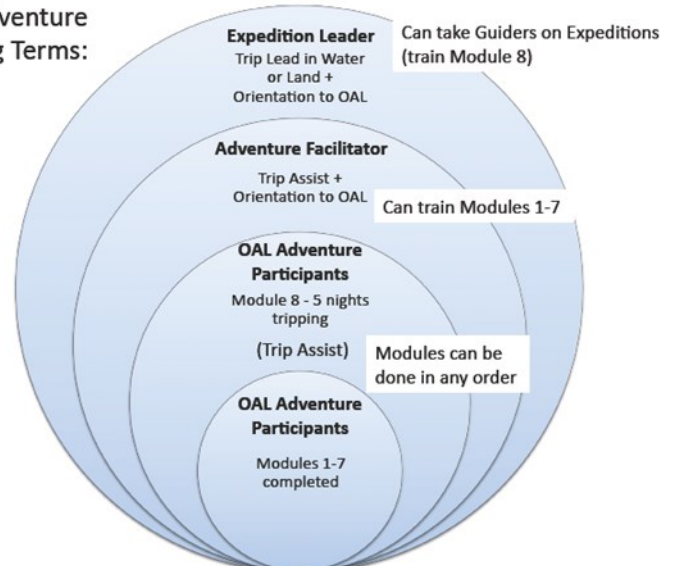 venture
g Terms:
Expedition Leader
Trip Lead in Water
or Land +
Orientation to OAL
Can take Guiders on Expeditions
(train Module 8)
Adventure Facilitator
Trip Assist +
Orientation to OAL
Can train Modules 1-7
OAL Adventure
Participants
Module 8 - 5 nights
tripping
(Trip Assist)
Modules can be
done in any order
OAL Adventure
Participants
Modules 1-7
completed